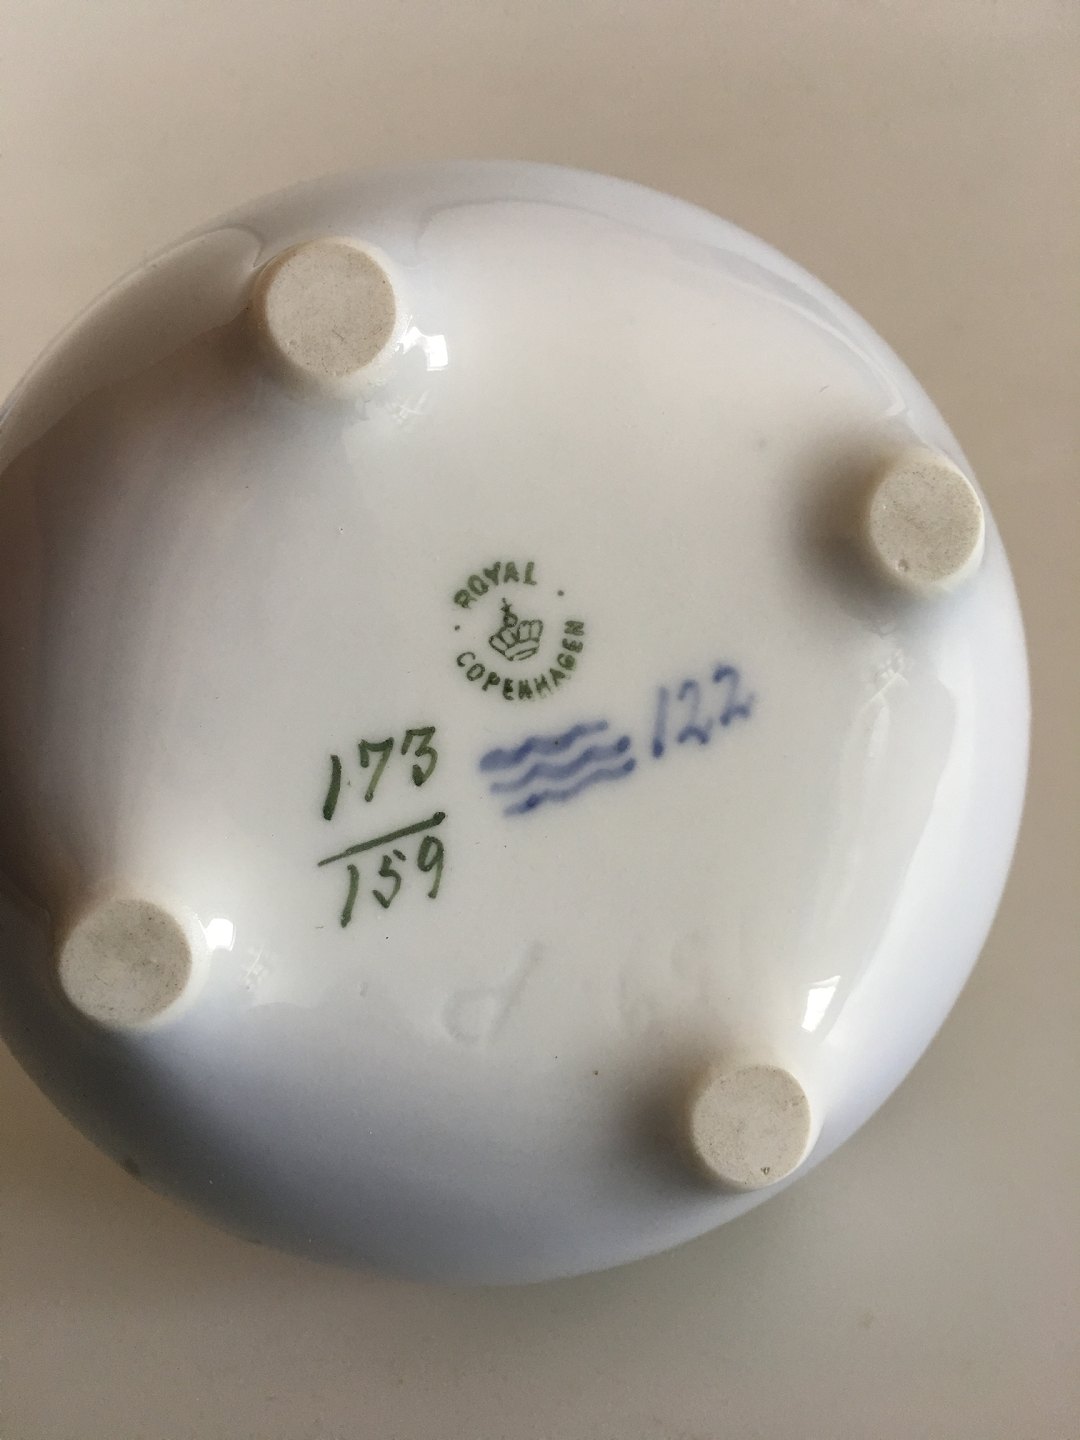 ROYAL
COPENHAGEN
122
173
159